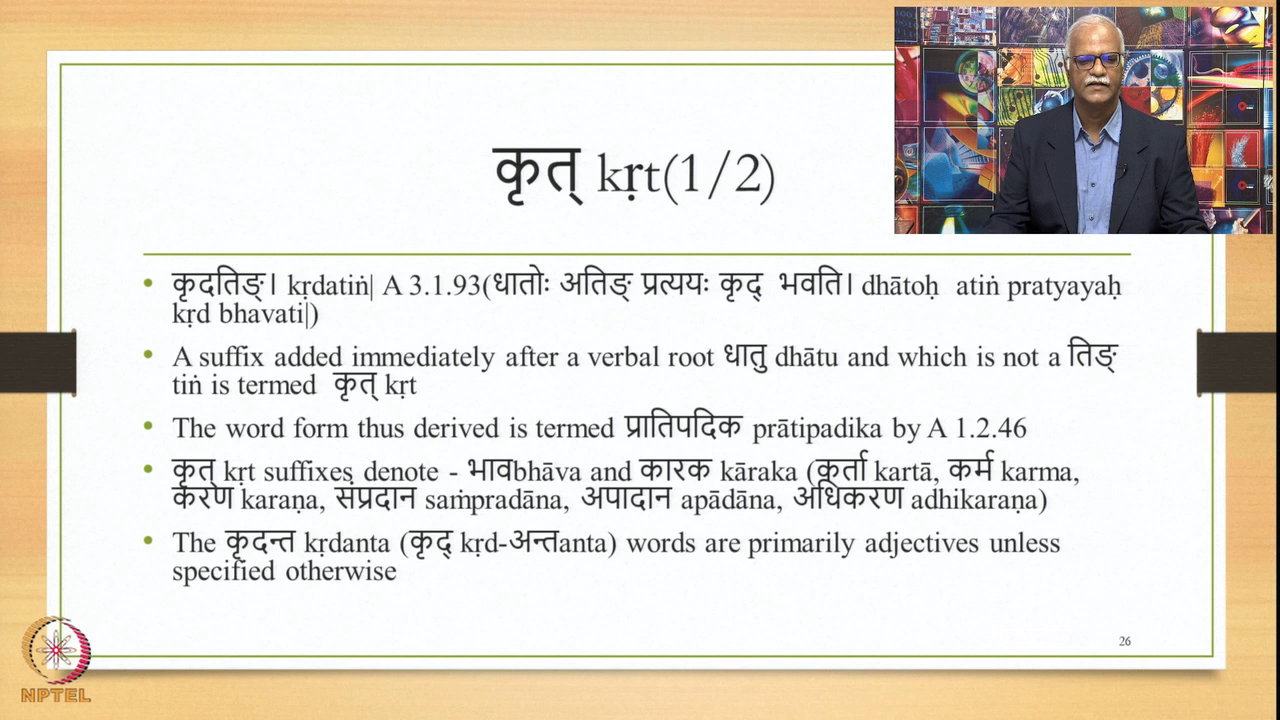 कृत् kṛt(1/2)
• कृदतिङ्। kṛdatiṅ| A 3.1.93(धातोः अतिङ् प्रत्ययः कृद् भवति। dhātoḥ atiṅ pratyayaḥ
kṛd bhavati|)
• A suffix added immediately after a verbal root धातु dhātu and which is not a तिङ्
tiṅ is termed कृत् kṛt
• The word form thus derived is termed प्रातिपदिक prātipadika by A 1.2.46
• कृत् kṛt suffixes denote - भावbhāva and कारक kāraka (कर्ता kartā, कर्म karma,
करण karaṇa, संप्रदान saṁpradāna, अपादान apādāna, अधिकरण adhikaraṇa)
• The कृदन्त kṛdanta (कृद् kṛd-अन्तanta) words are primarily adjectives unless
specified otherwise
26
NPTEL